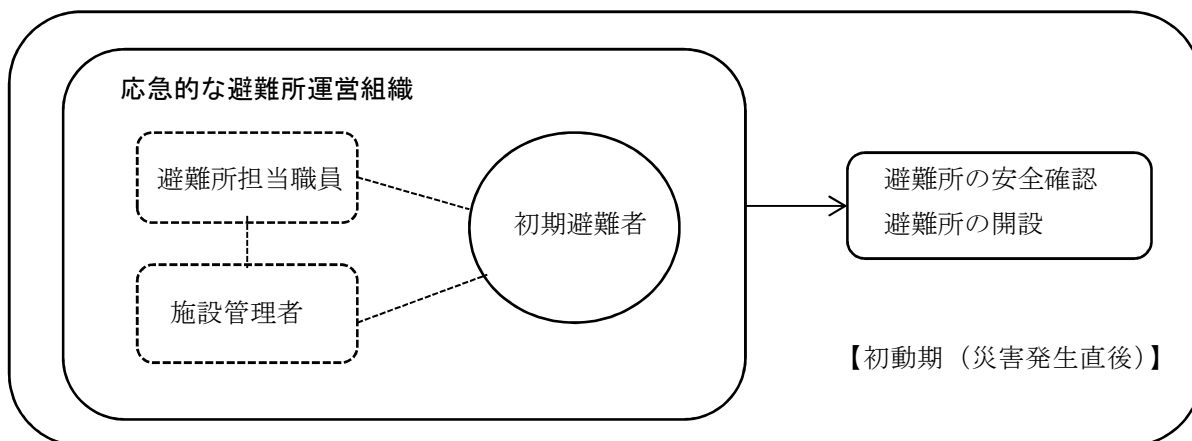 応急的な避難所運営組織
避難所担当職員
初期避難者
施設管理者
避難所の安全確認
避難所の開設
【初動期（災害発生直後）】